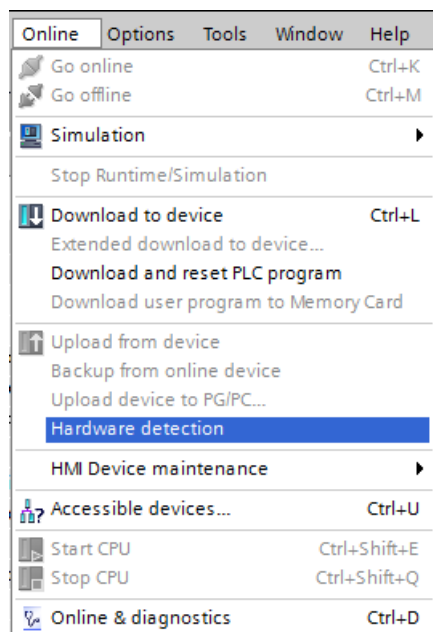 Online Options Tools Window Help
Go online Ctrl+K
Go offline Ctrl+M
Simulation
Stop Runtime/Simulation
Download to device Ctrl+L
Extended download to device...
Download and reset PLC program
Download user program to Memory Card
Upload from device
Backup from online device
Upload device to PG/PC...
Hardware detection
HMI Device maintenance
Accessible devices... Ctrl+U
Start CPU Ctrl+Shift+E
Stop CPU Ctrl+Shift+Q
Online & diagnostics Ctrl+D